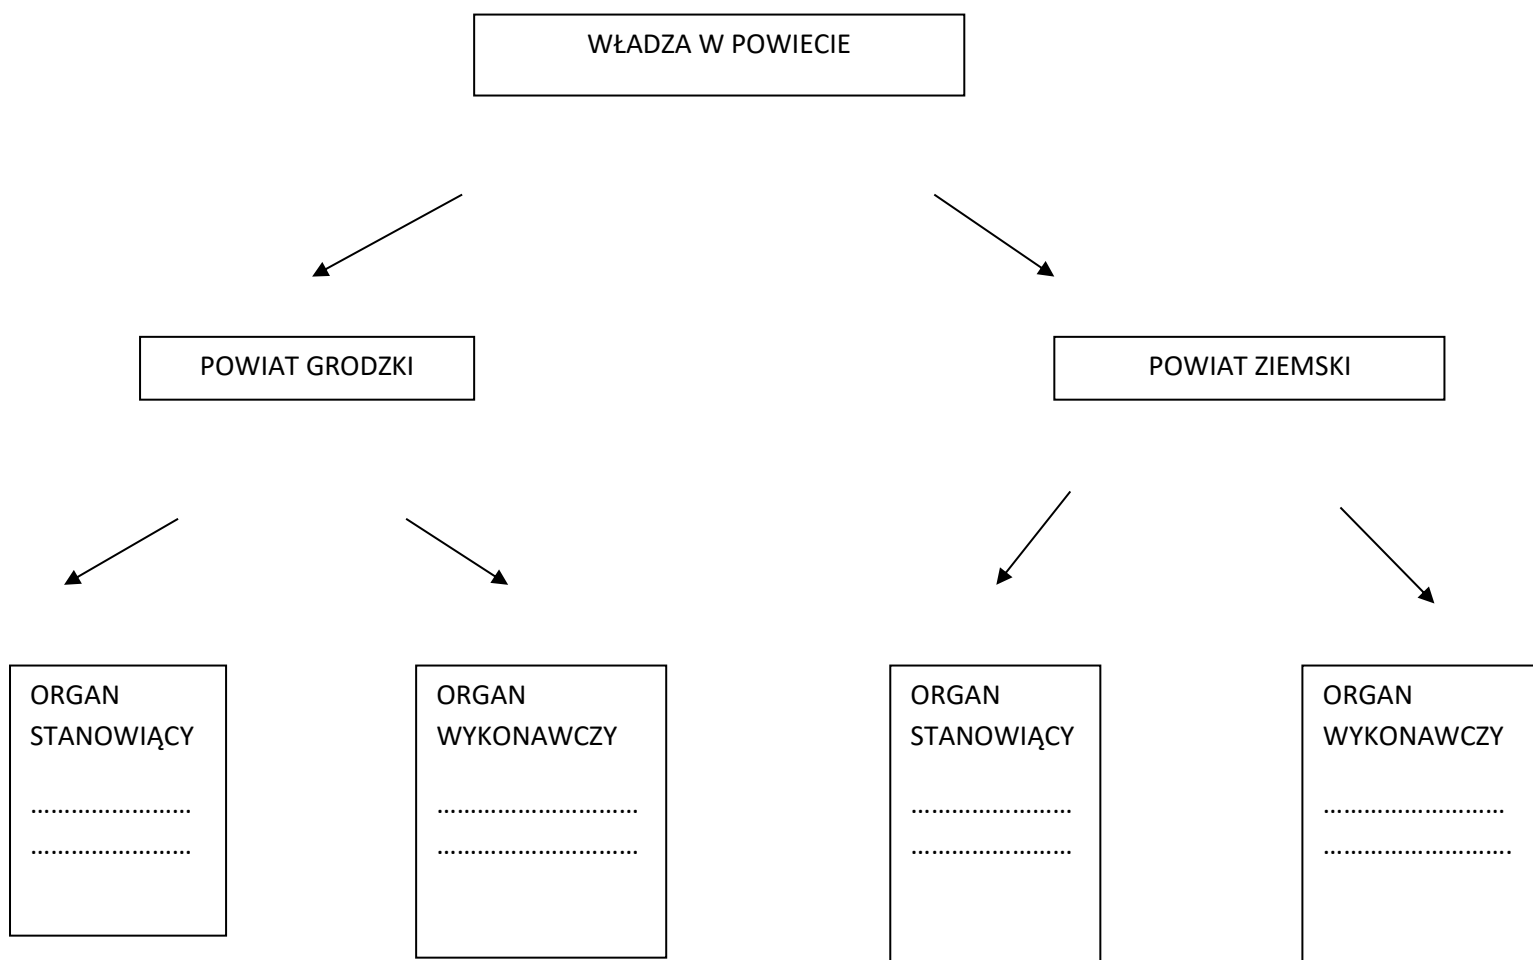 WŁADZA W POWIECIE
POWIAT GRODZKI
POWIAT ZIEMSKI
ORGAN
STANOWIĄCY
……………………
……………………
ORGAN
WYKONAWCZY
…………………………
…………………………
ORGAN
STANOWIĄCY
……………………
……………………
ORGAN
WYKONAWCZY
………………………
……………………….